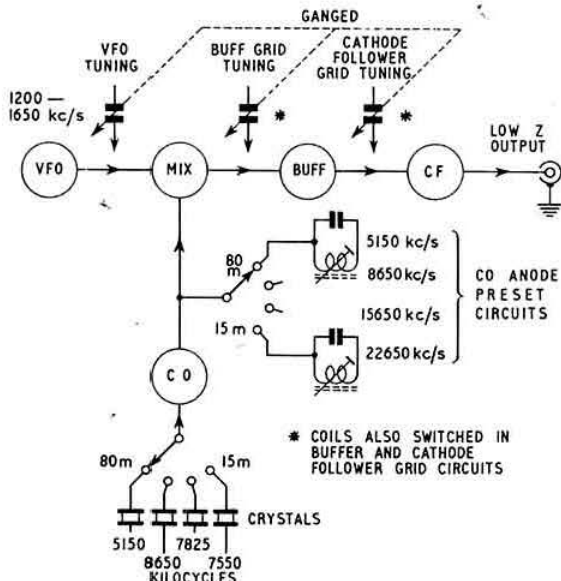 GANGED
VFO
TUNING
BUFF GRID
TUNING
CATHODE
FOLLOWER
GRID TUNING
1200 —
1650 kc/s
*
*
LOW Z
OUTPUT
VFO
MIX
BUFF
CF
80
m
15 m
5150 kc/s
8650 kc/s
15650 kc/s
22650 kc/s
CO ANODE
PRESET
CIRCUITS
CO
* COILS ALSO SWITCHED IN
BUFFER AND CATHODE
FOLLOWER GRID CIRCUITS
80m
15m
CRYSTALS
5150
7825
8650
7550
KILOCYCLES